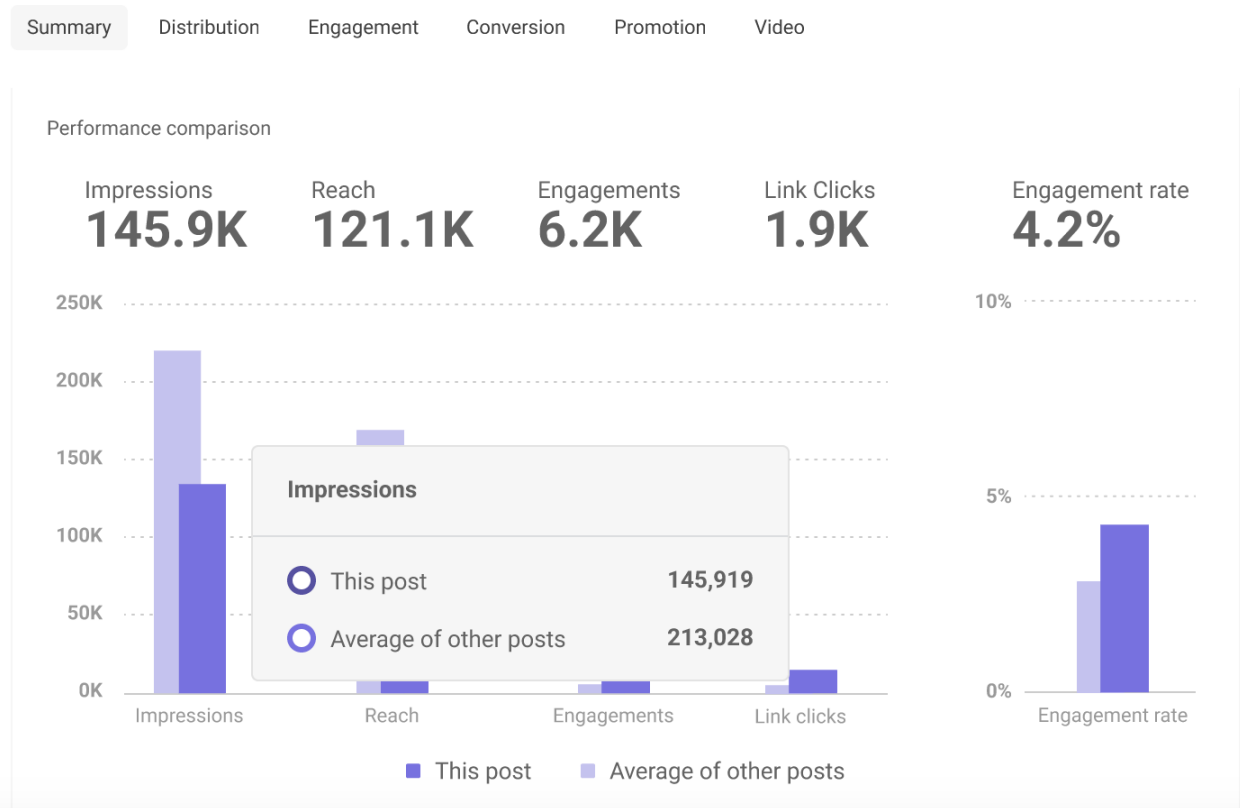 Summary Distribution Engagement Conversion Promotion Video
Performance comparison
Impressions Reach Engagements Link Clicks Engagement rate
145.9K 121.1K 6.2K 1.9K 4.2%
250K
200K
150K
100K
50K
0K
Impressions
This post 145,919
Average of other posts 213,028
Impressions Reach Engagements Link clicks
10%
5%
0%
Engagement rate
This post Average of other posts